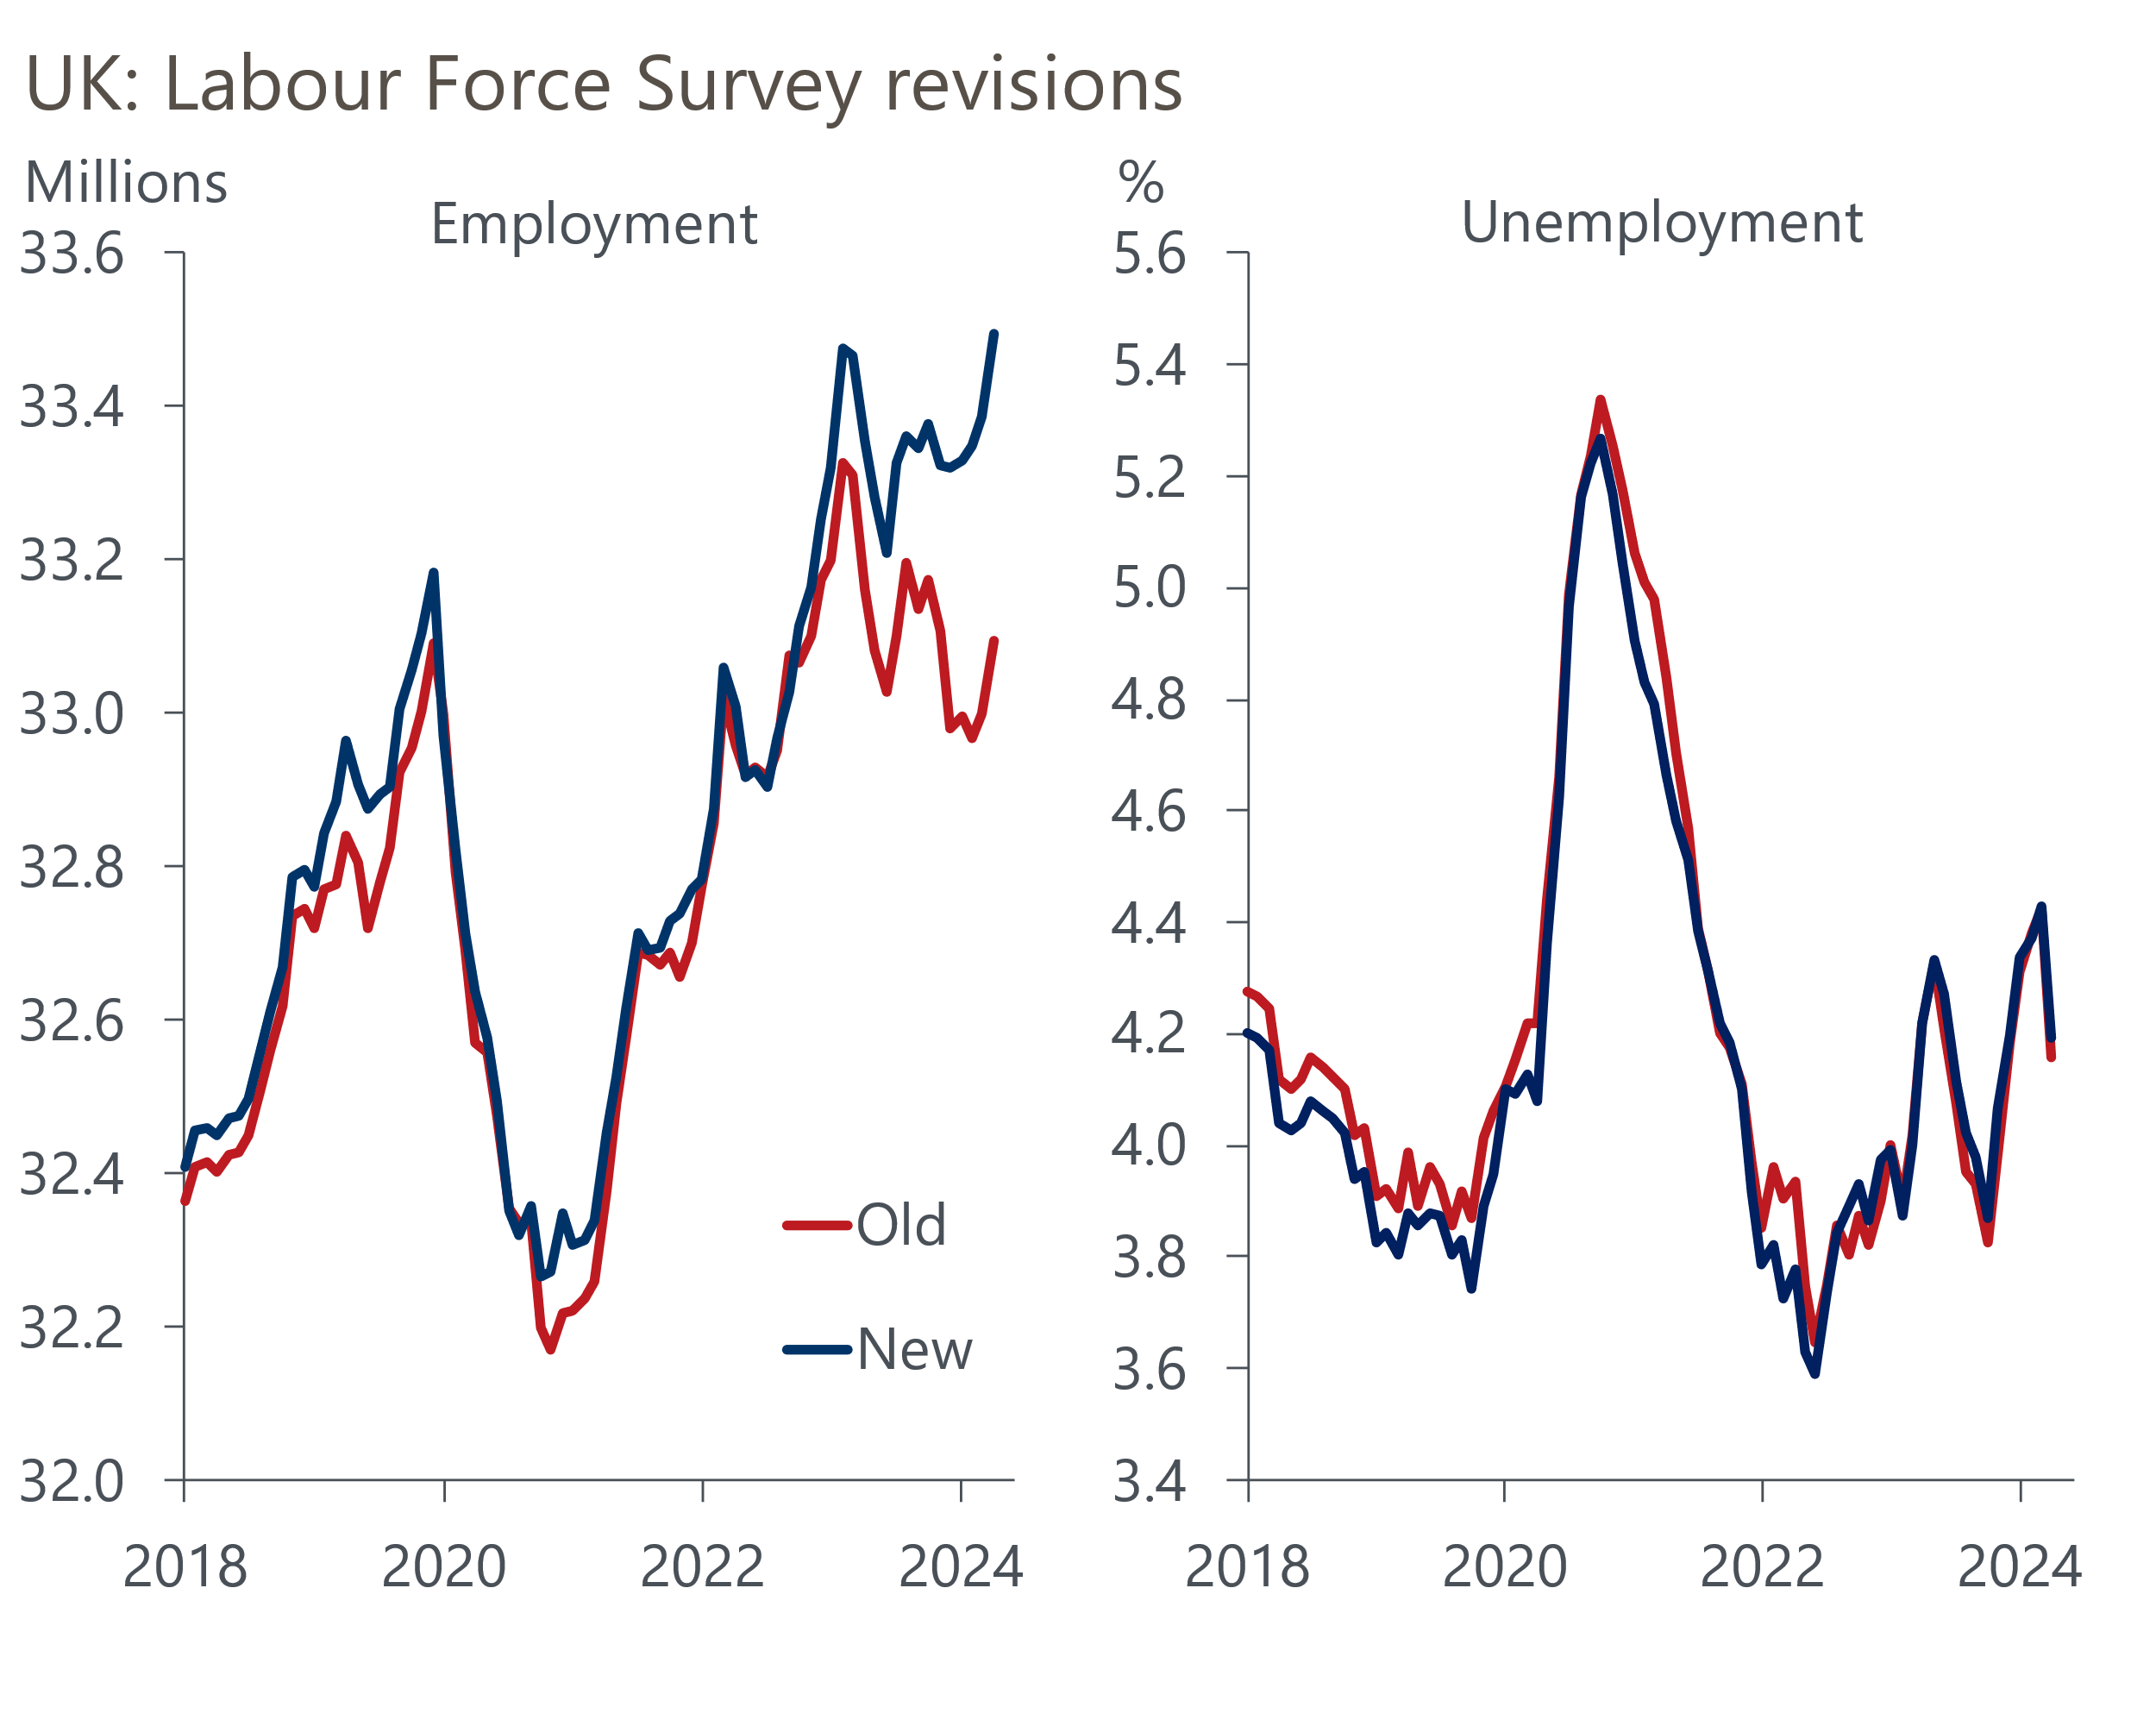 UK: Labour Force Survey revisions
Millions
Employment
33.6
33.4
33.2
33.0
32.8
32.6
32.4
32.2
32.0
2018 2020 2022 2024
Old
New
%
Unemployment
5.6
5.4
5.2
5.0
4.8
4.6
4.4
4.2
4.0
3.8
3.6
3.4
2018 2020 2022 2024